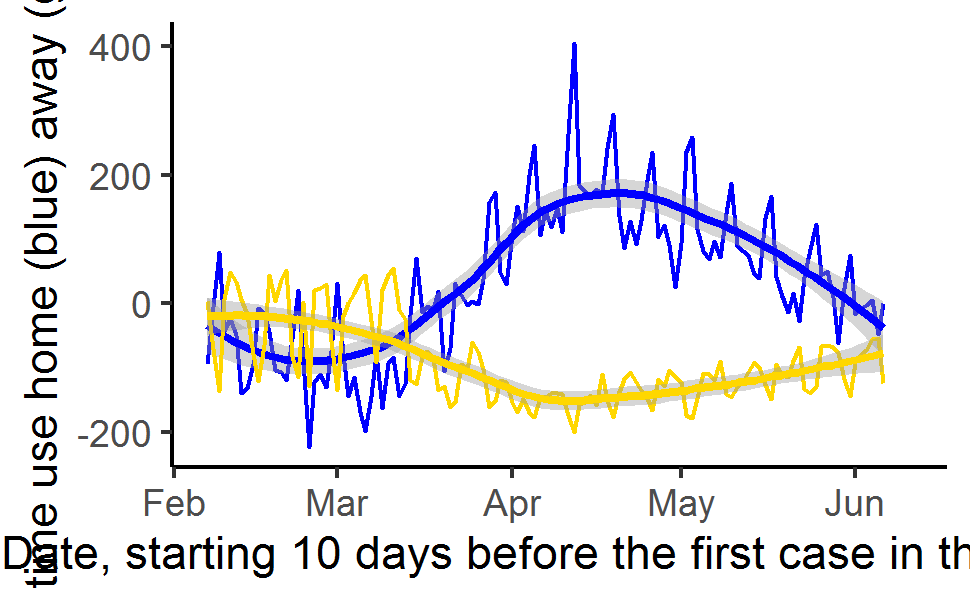 time use home (blue) away (
400
200
0
-200
Feb Mar Apr May Jun
Date, starting 10 days before the first case in th